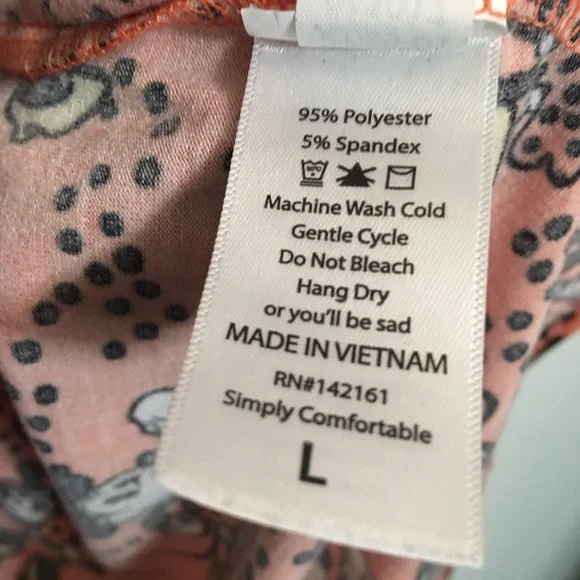 95% Polyester
5% Spandex
30°C
Machine Wash Cold
Gentle Cycle
Do Not Bleach
Hang Dry
or you'll be sad
MADE IN VIETNAM
RN#142161
Simply Comfortable
L